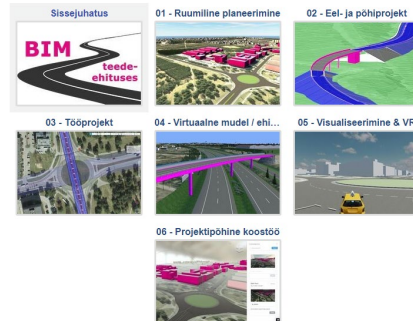 Sissejuhatus
01 - Ruumiline planeerimine
02 - Eel- ja põhiprojekt
BIM
teede-
ehituses
03 - Tööprojekt
04 - Virtuaalne mudel / ehi...
05 - Visualiseerimine & VR
06 - Projektipõhine koostöö